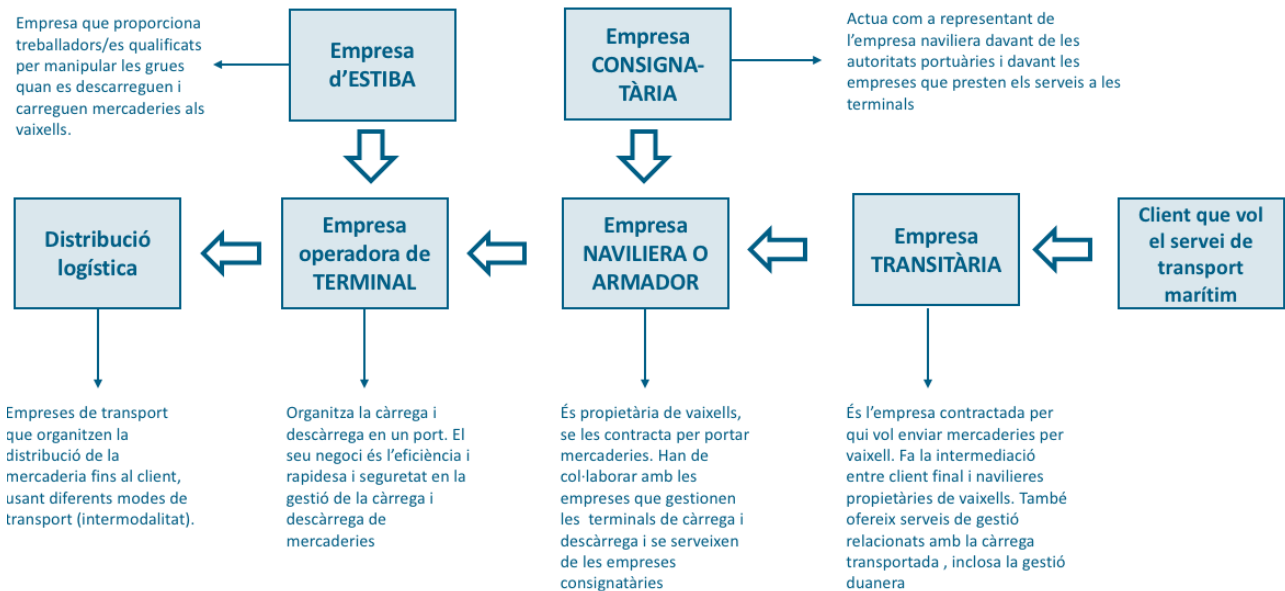 Empresa que proporciona
treballadors/es qualificats
per manipular les grues
quan es descarreguen i
carreguen mercaderies als
vaixells.
Empresa
d’ESTIBA
Empresa
CONSIGNA-
TÀRIA
Actua com a representant de
l’empresa naviliera davant de les
autoritats portuàries i davant les
empreses que presten els serveis a les
terminals
Distribució
logística
Empresa
operadora de
TERMINAL
Empresa
NAVILIERA O
ARMADOR
Empresa
TRANSITÀRIA
Client que vol
el servei de
transport
marítim
Empreses de transport
que organitzen la
distribució de la
mercaderia fins al client,
usant diferents modes de
transport (intermodalitat).
Organitza la càrrega i
descàrrega en un port. El
seu negoci és l’eficiència i
rapidesa i seguretat en la
gestió de la càrrega i
descàrrega de
mercaderies
És propietària de vaixells,
se les contracta per portar
mercaderies. Han de
col·laborar amb les
empreses que gestionen
les terminals de càrrega i
descàrrega i se serveixen
de les empreses
consignatàries
És l’empresa contractada per
qui vol enviar mercaderies per
vaixell. Fa la intermediació
entre client final i navilieres
propietàries de vaixells. També
ofereix serveis de gestió
relacionats amb la càrrega
transportada , inclosa la gestió
duanera